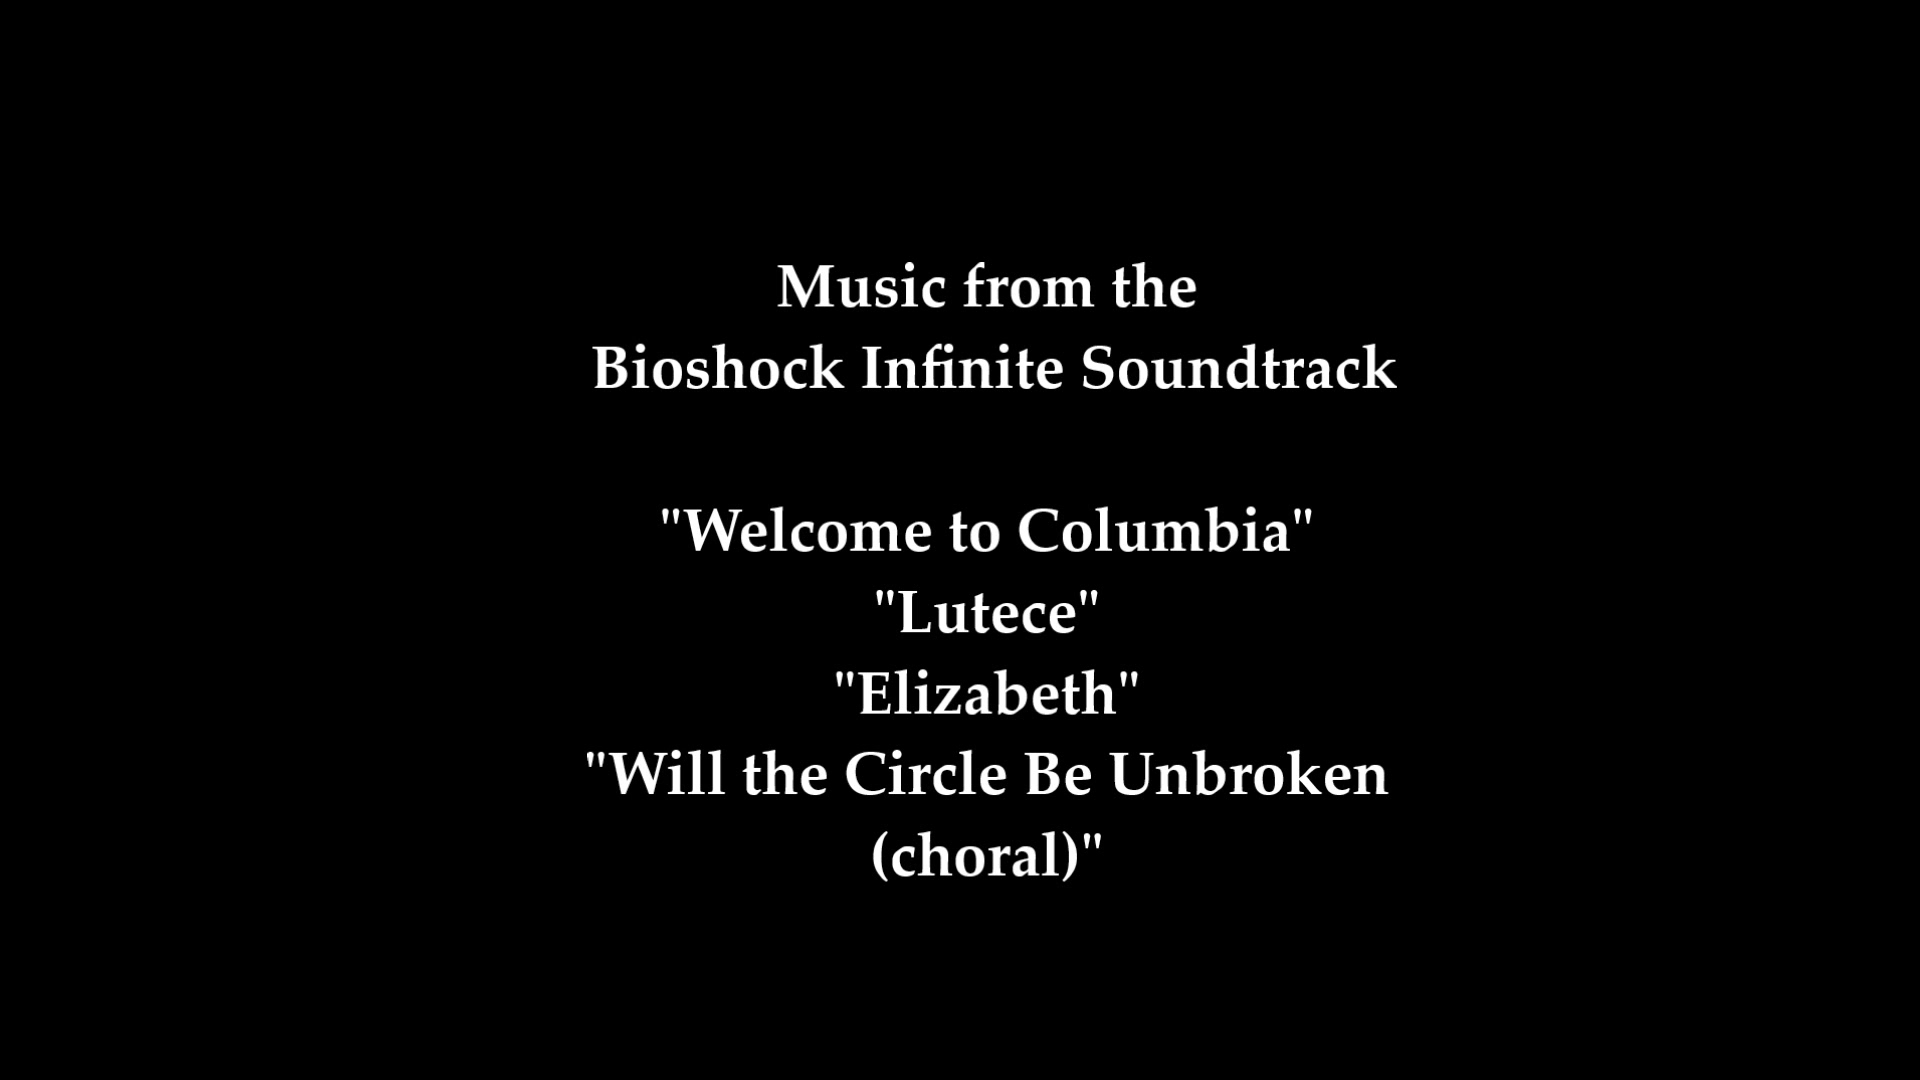 Music from the
Bioshock Infinite Soundtrack
"Welcome to Columbia"
"Lutece"
"Elizabeth"
"Will the Circle Be Unbroken
(choral)"